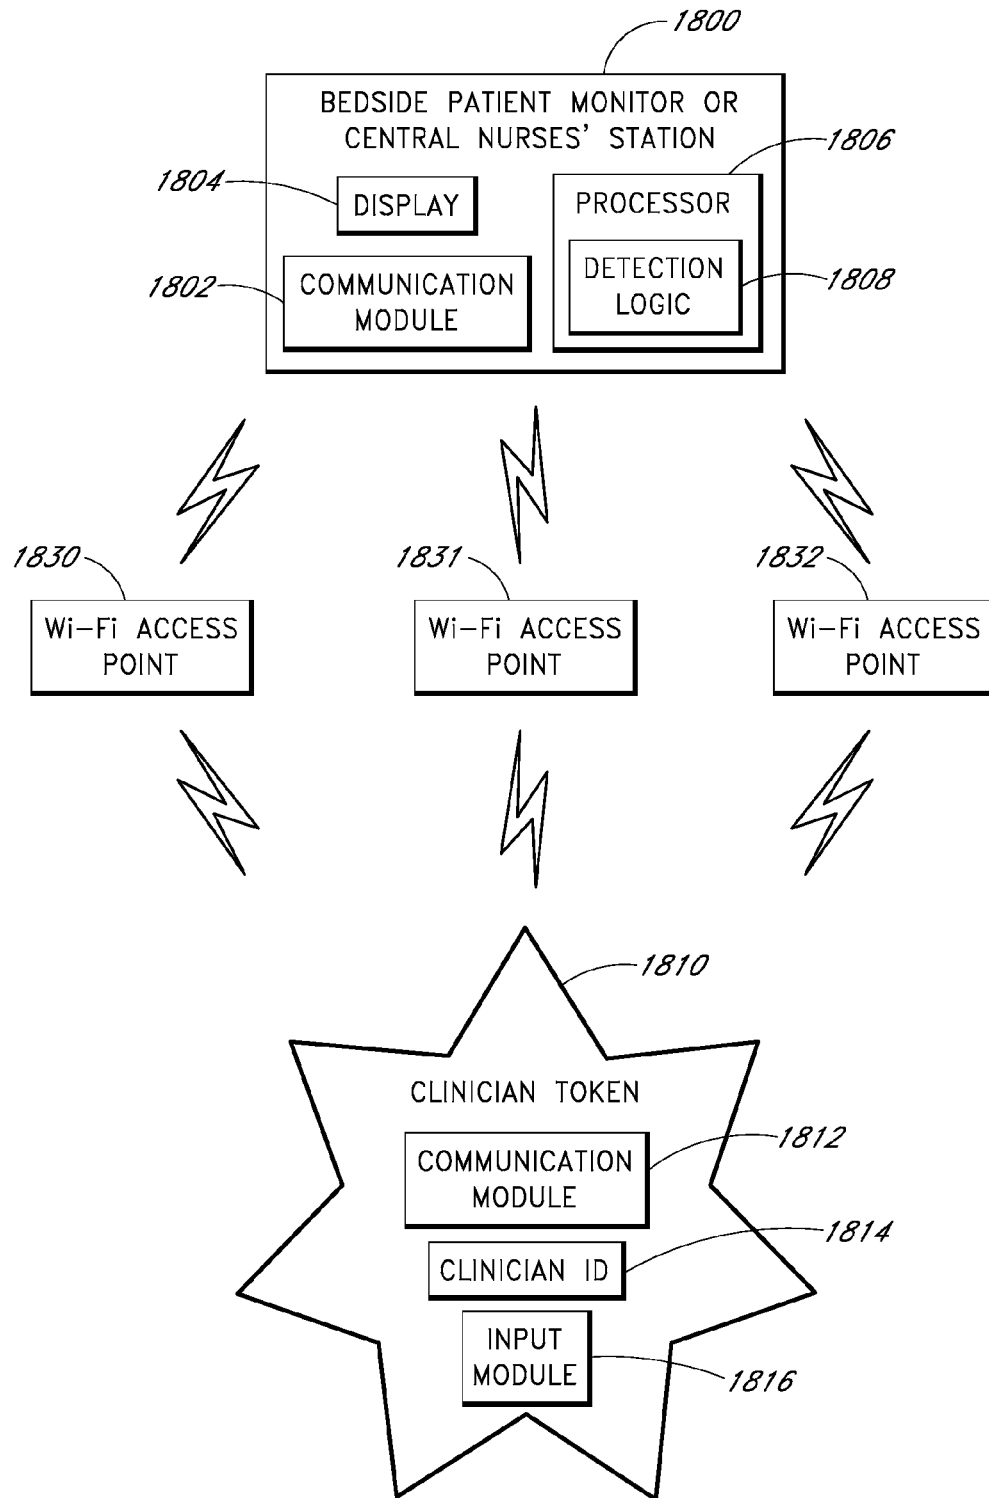 1800
BEDSIDE PATIENT MONITOR OR
CENTRAL NURSES' STATION
1806
1804
DISPLAY
PROCESSOR
1802
COMMUNICATION
MODULE
DETECTION
LOGIC
1808
1830
1831
1832
Wi-Fi ACCESS
POINT
Wi-Fi ACCESS
POINT
Wi-Fi ACCESS
POINT
1810
CLINICIAN TOKEN
COMMUNICATION
MODULE
1812
1814
CLINICIAN ID
INPUT
MODULE
1816